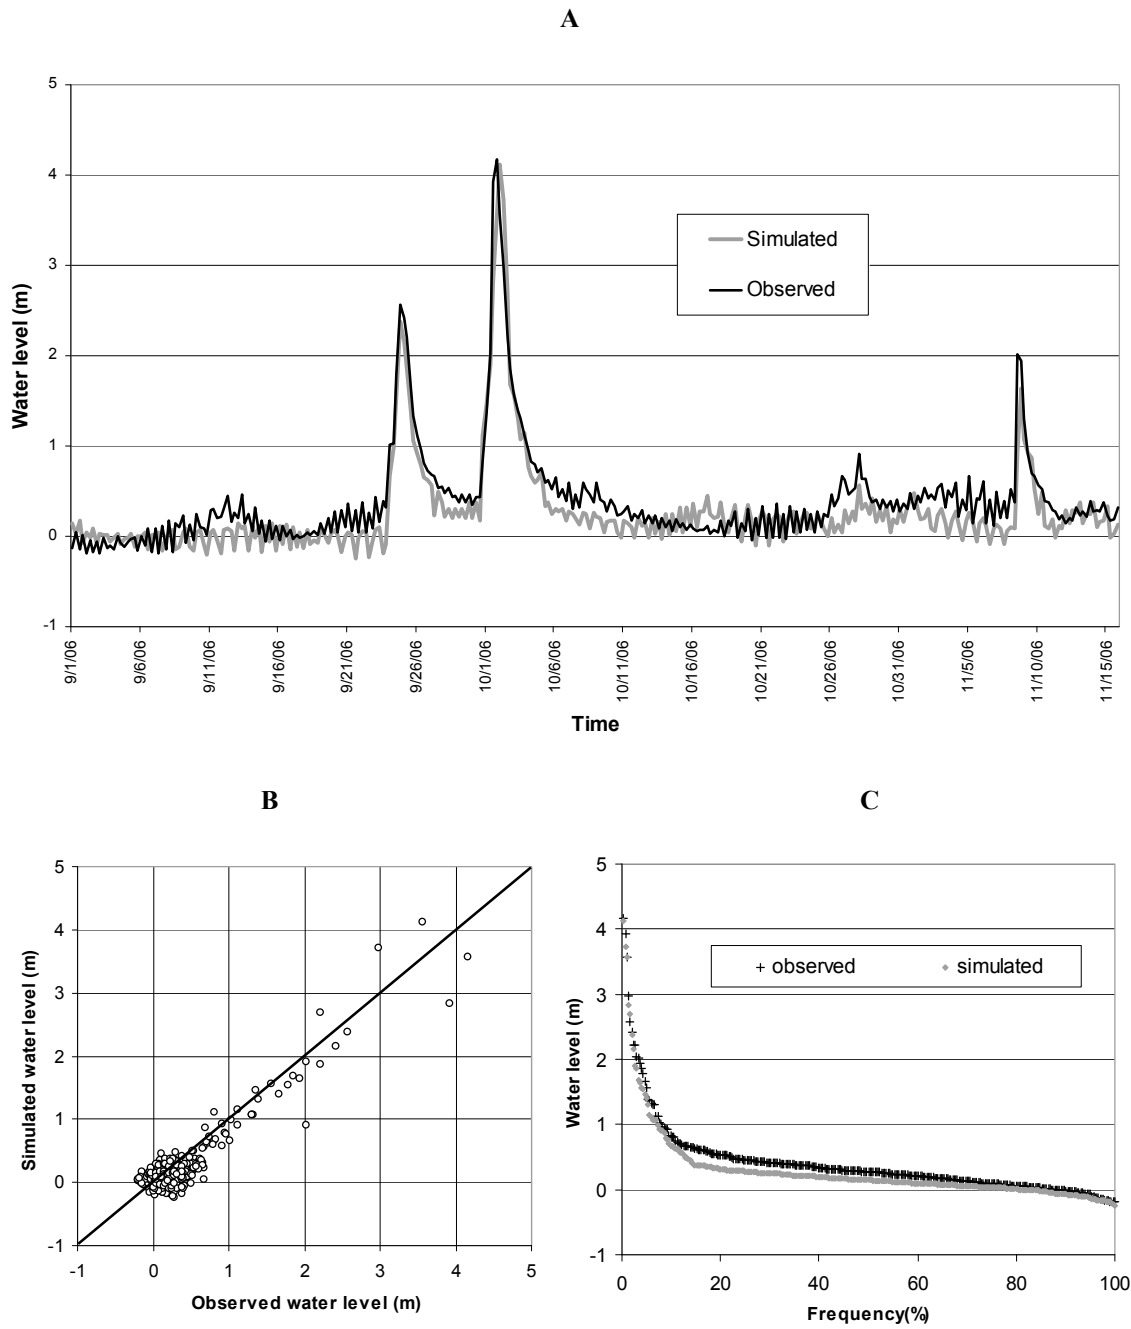 A
5
4
3
2
1
0
-1
Water level (m)
Simulated
Observed
9/1/06
9/6/06
9/11/06
9/16/06
9/21/06
9/26/06
10/1/06
10/6/06
10/11/06
10/16/06
10/21/06
10/26/06
10/31/06
11/5/06
11/10/06
11/15/06
Time
B
5
4
3
2
1
0
-1
Simulated water level (m)
-1 0 1 2 3 4 5
Observed water level (m)
C
5
4
3
2
1
0
-1
Water level (m)
observed simulated
0 20 40 60 80 100
Frequency(%)